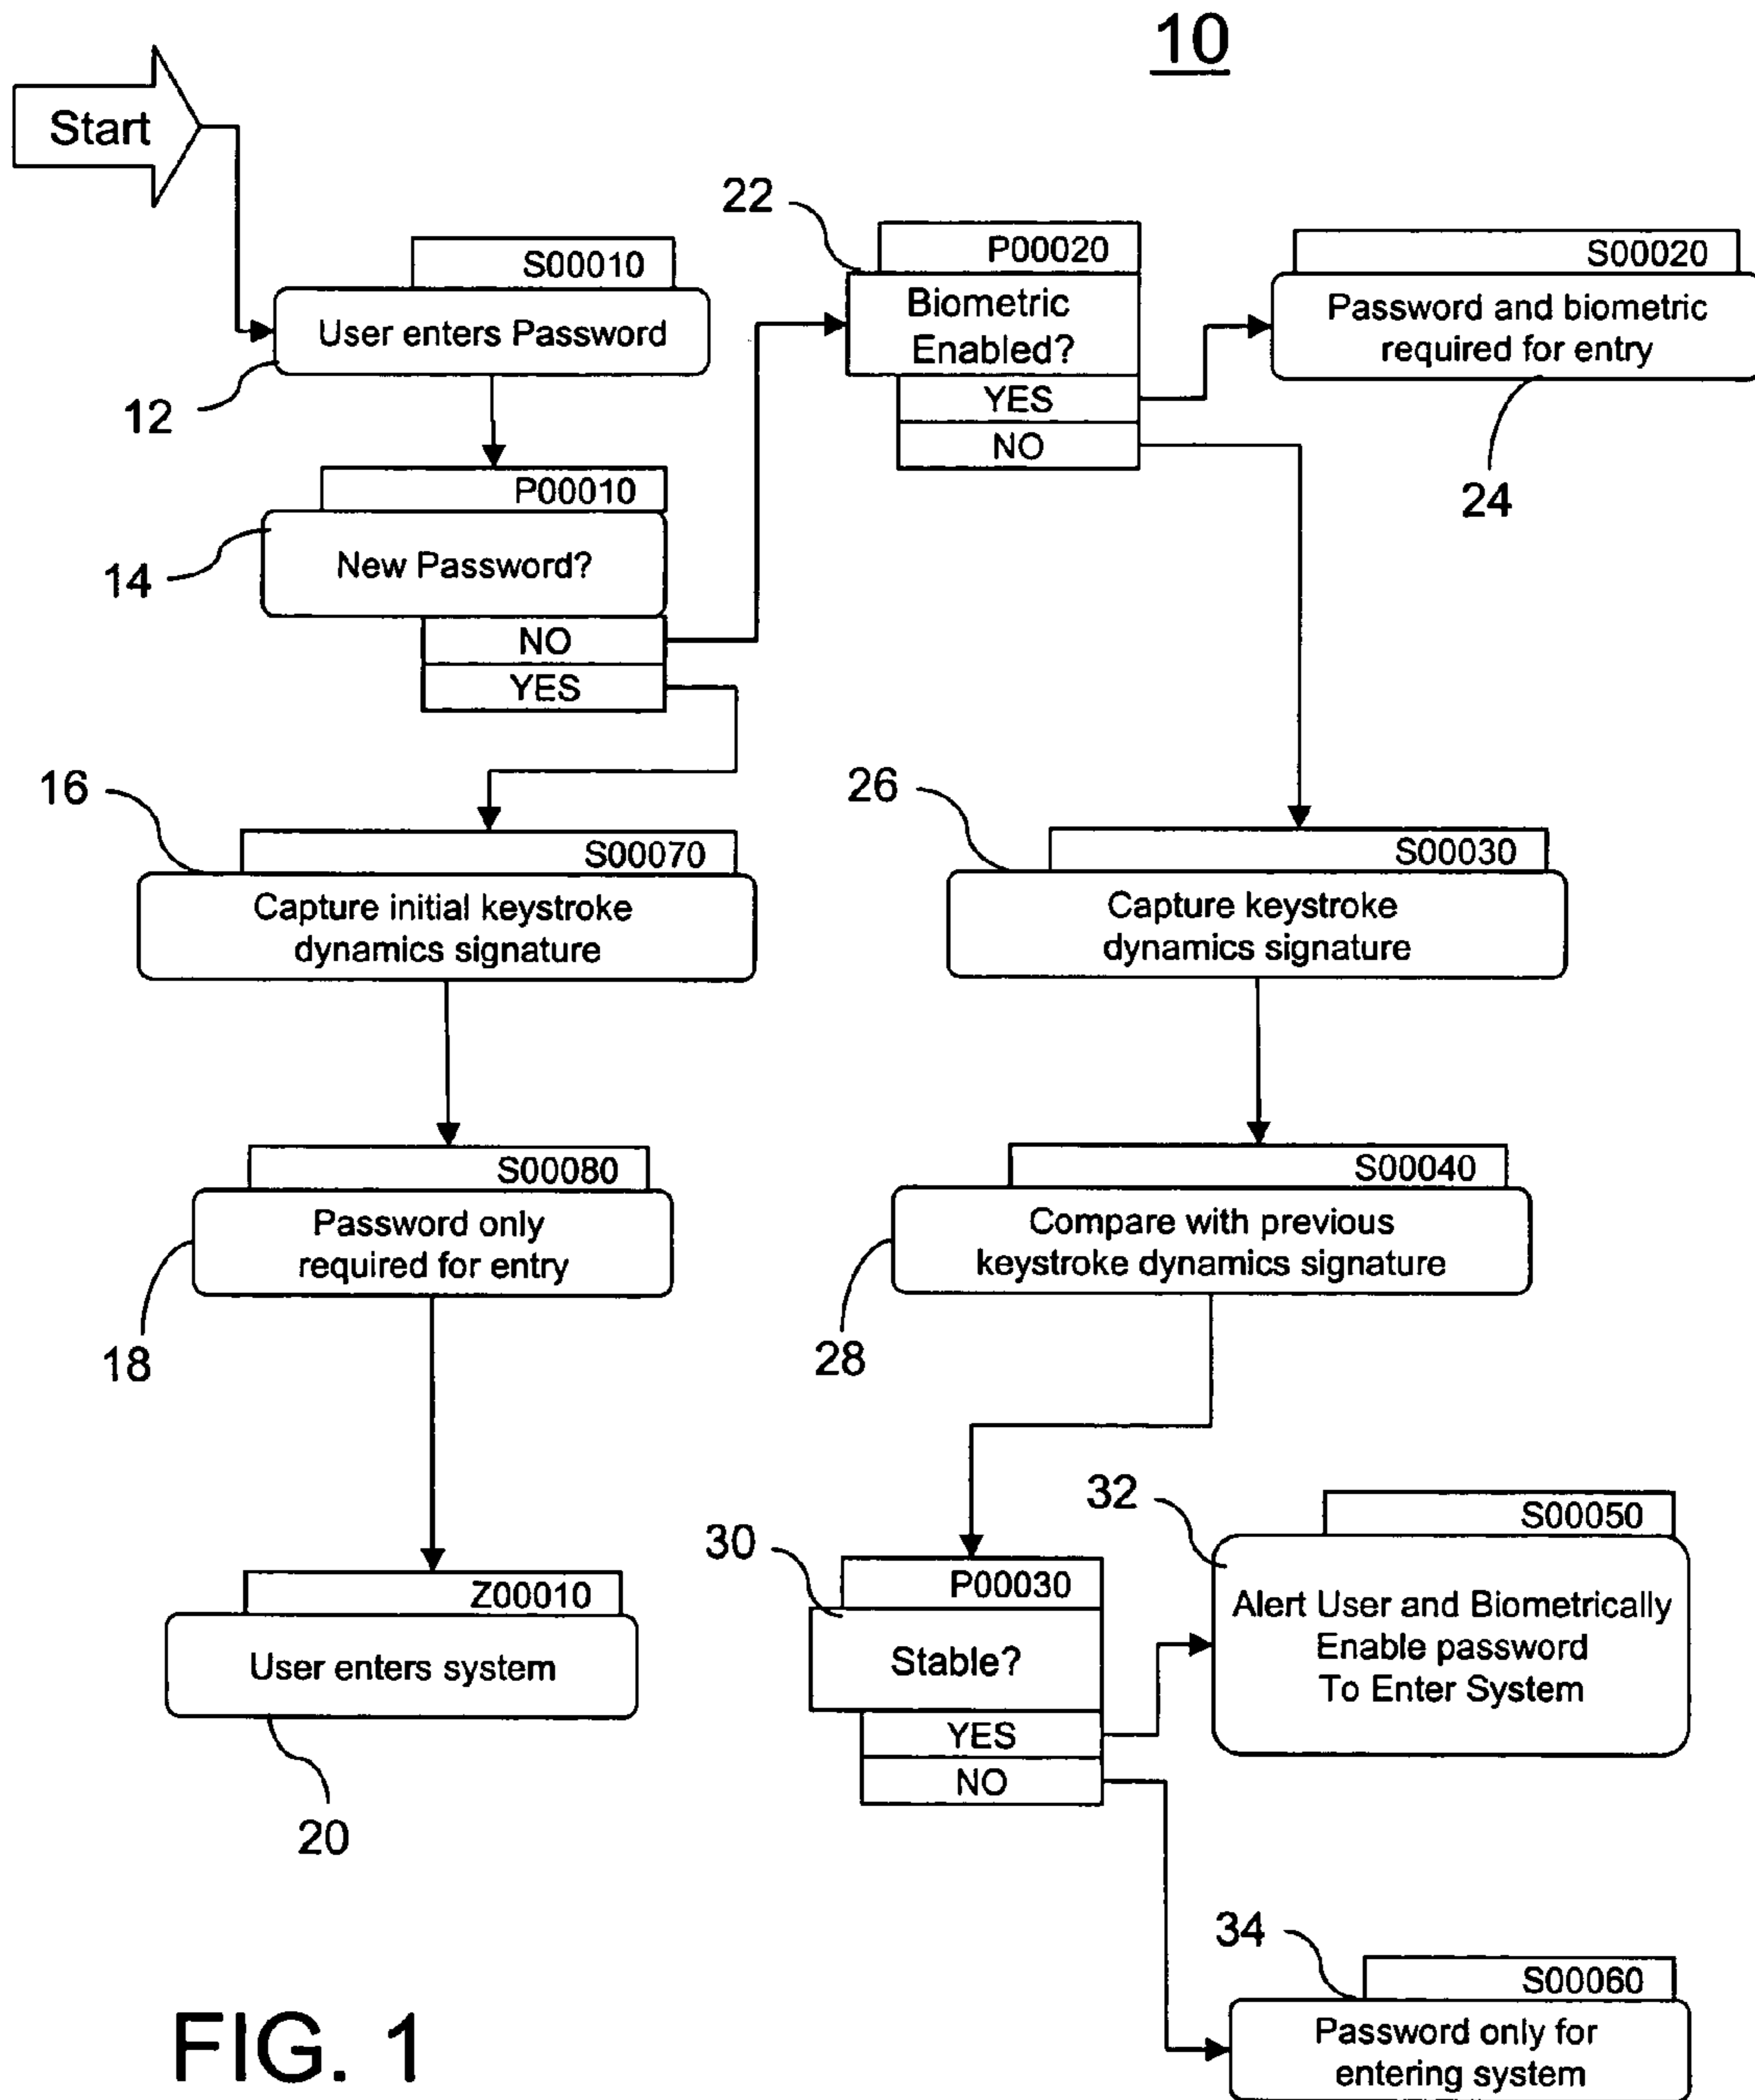 10
Start
S00010
User enters Password
12
P00010
New Password?
NO
YES
14
22
P00020
Biometric
Enabled?
YES
NO
S00020
Password and biometric
required for entry
24
16
S00070
Capture initial keystroke
dynamics signature
26
S00030
Capture keystroke
dynamics signature
S00080
Password only
required for entry
18
S00040
Compare with previous
keystroke dynamics signature
28
Z00010
User enters system
20
30
P00030
Stable?
YES
NO
32
S00050
Alert User and Biometrically
Enable password
To Enter System
34
S00060
Password only for
entering system
FIG. 1